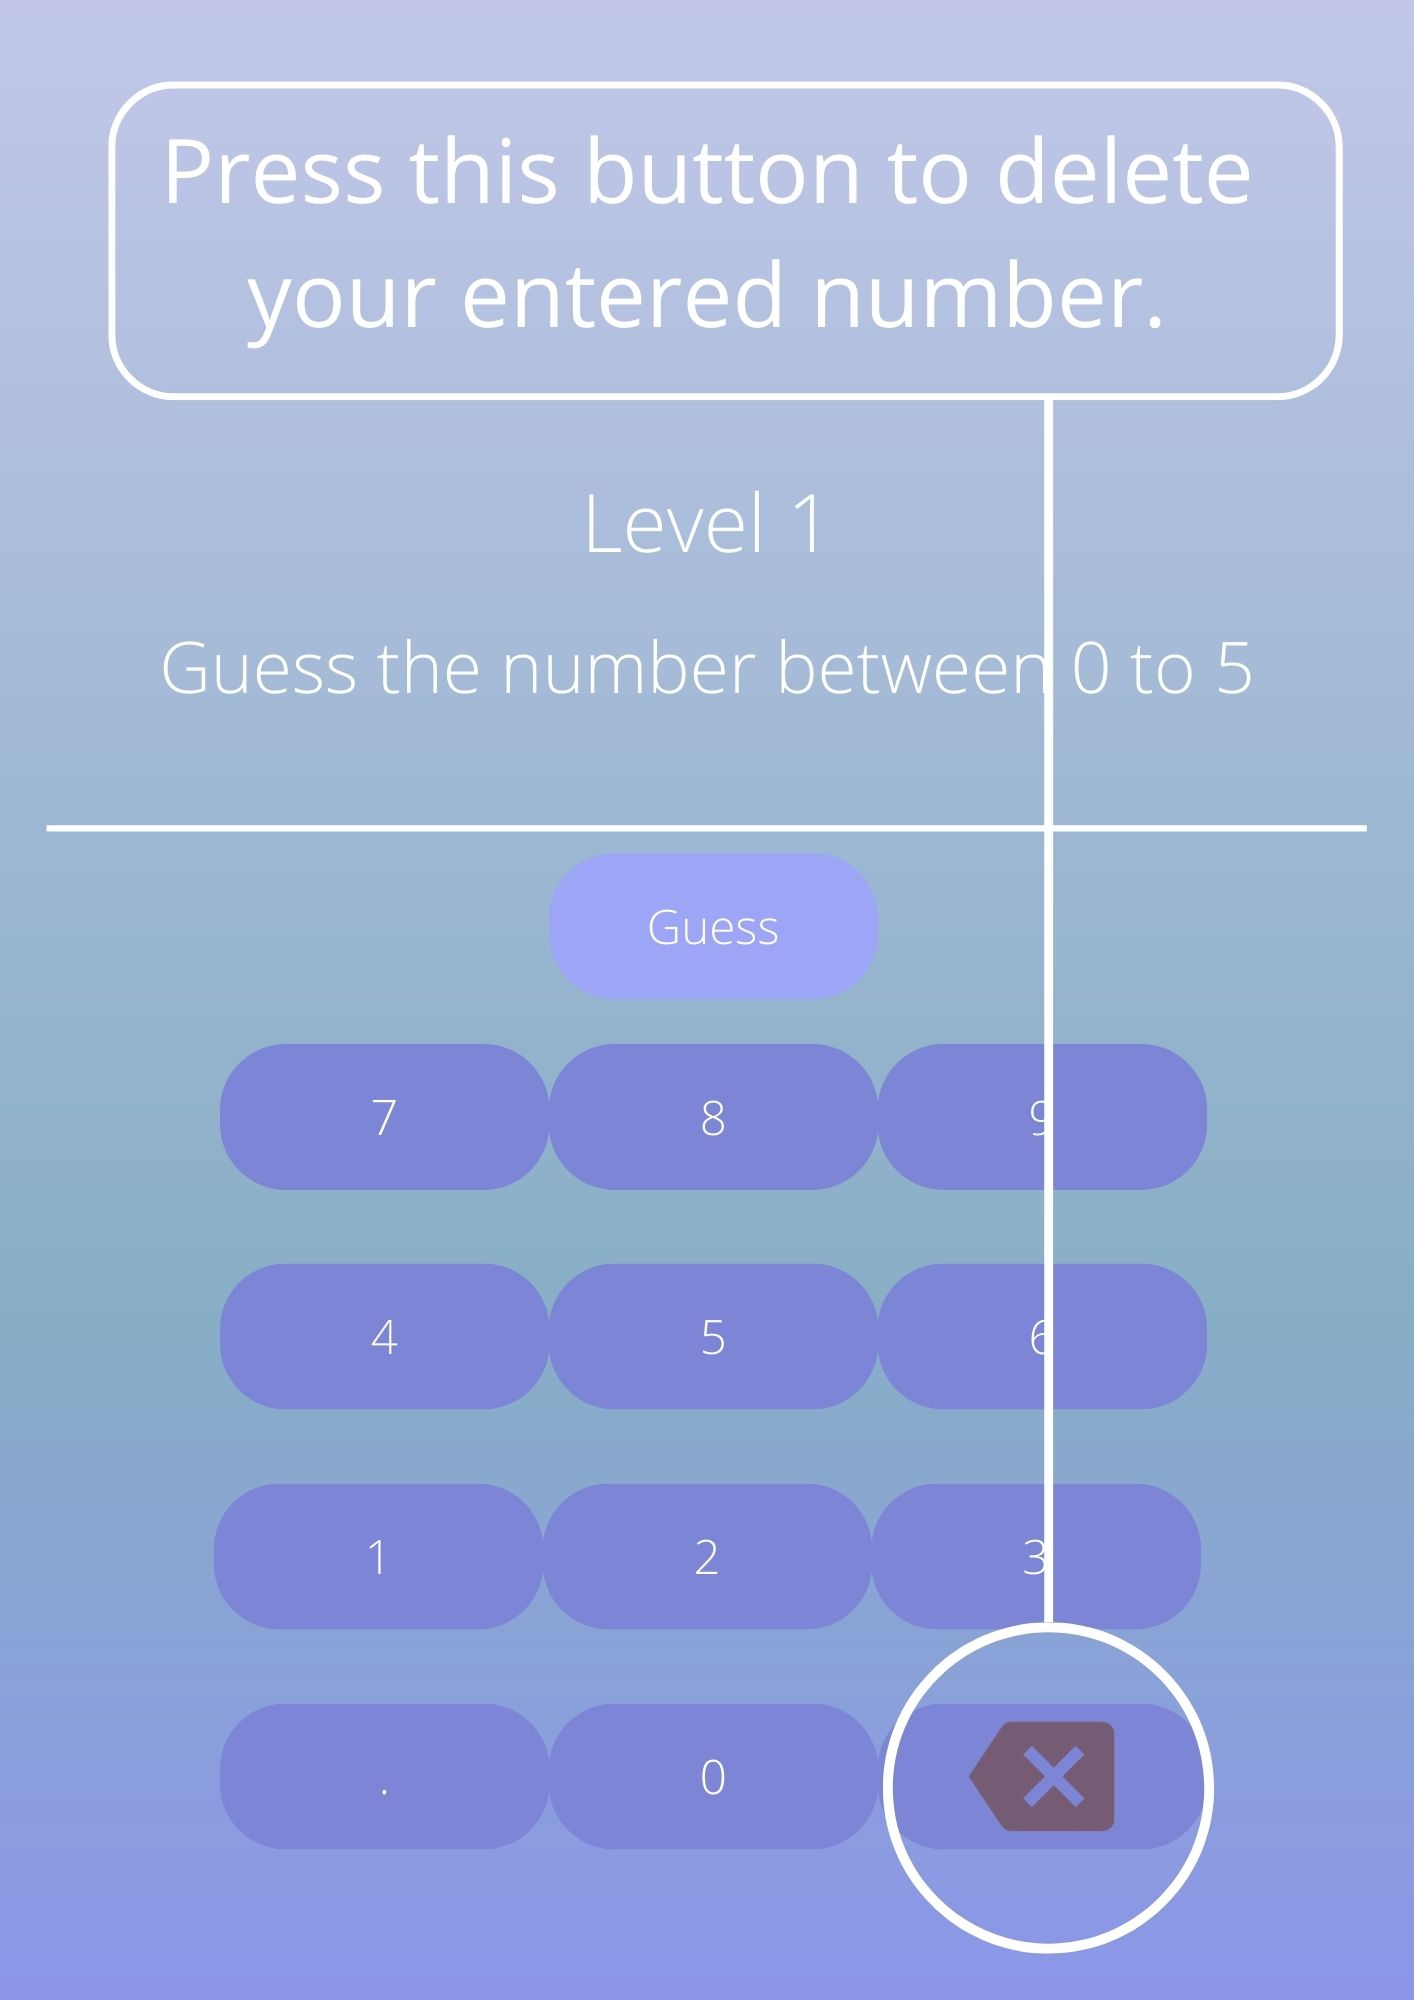 Press this button to delete
your entered number.
Level 1
Guess the number between 0 to 5
Guess
7 8 9
4 5 6
1 2 3
. 0